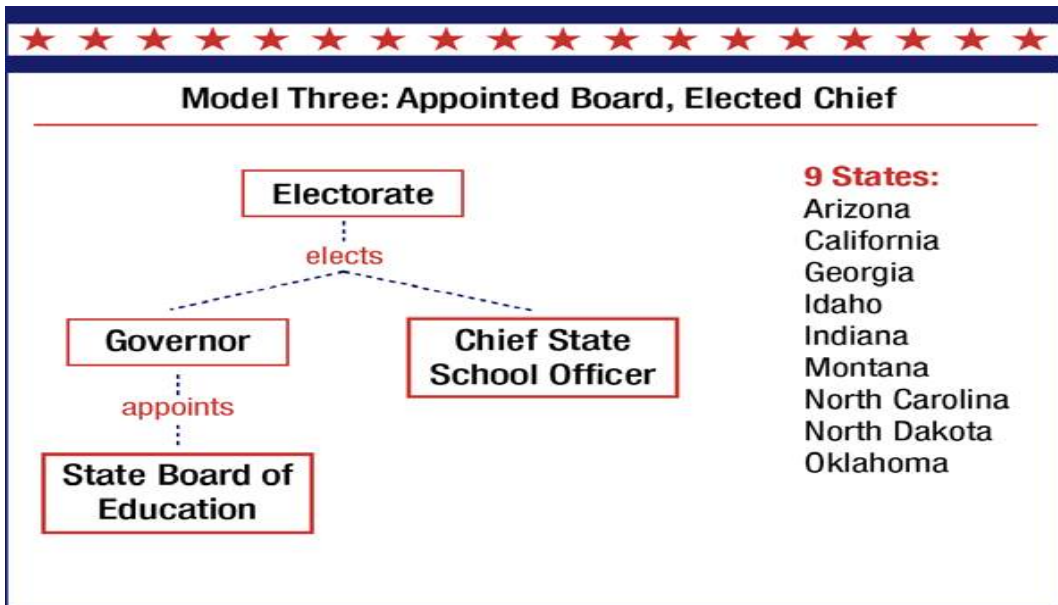 Model Three: Appointed Board, Elected Chief
Electorate
elects
Governor
Chief State
School Officer
appoints
State Board of
Education
9 States:
Arizona
California
Georgia
Idaho
Indiana
Montana
North Carolina
North Dakota
Oklahoma